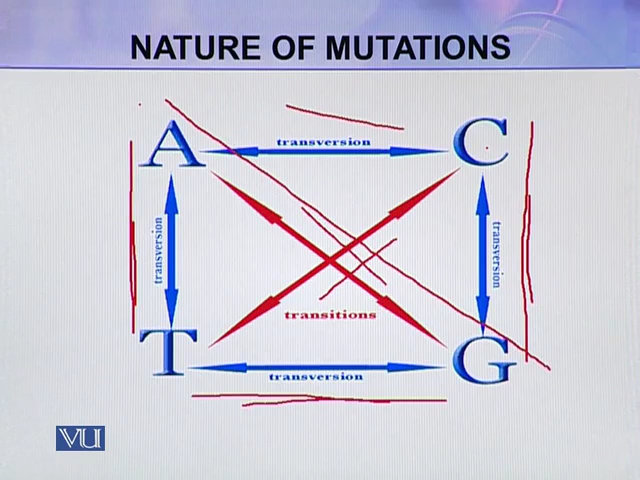 NATURE OF MUTATIONS
A transversion C
transversion
transversion
transitions
T transversion G
VU